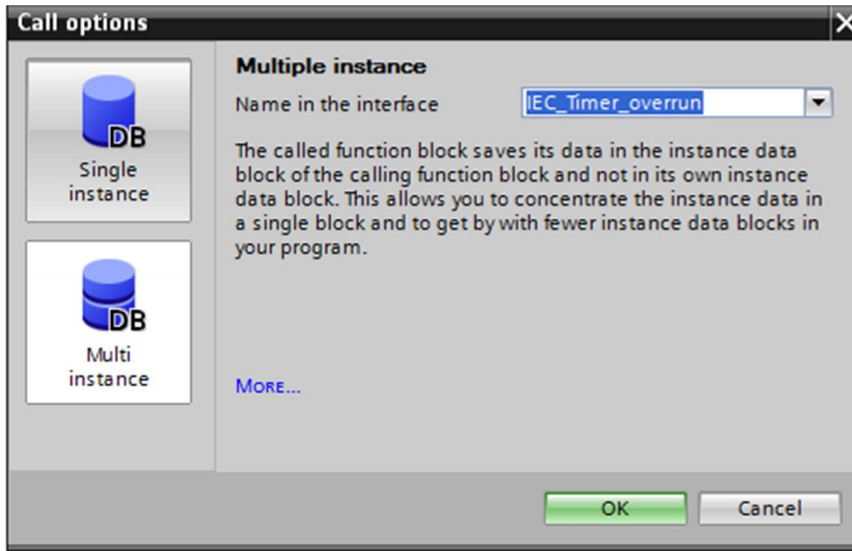 Call options
DB
Single
instance
DB
Multi
instance
Multiple instance
Name in the interface
IEC_Timer_overrun
The called function block saves its data in the instance data
block of the calling function block and not in its own instance
data block. This allows you to concentrate the instance data in
a single block and to get by with fewer instance data blocks in
your program.
MORE...
OK
Cancel